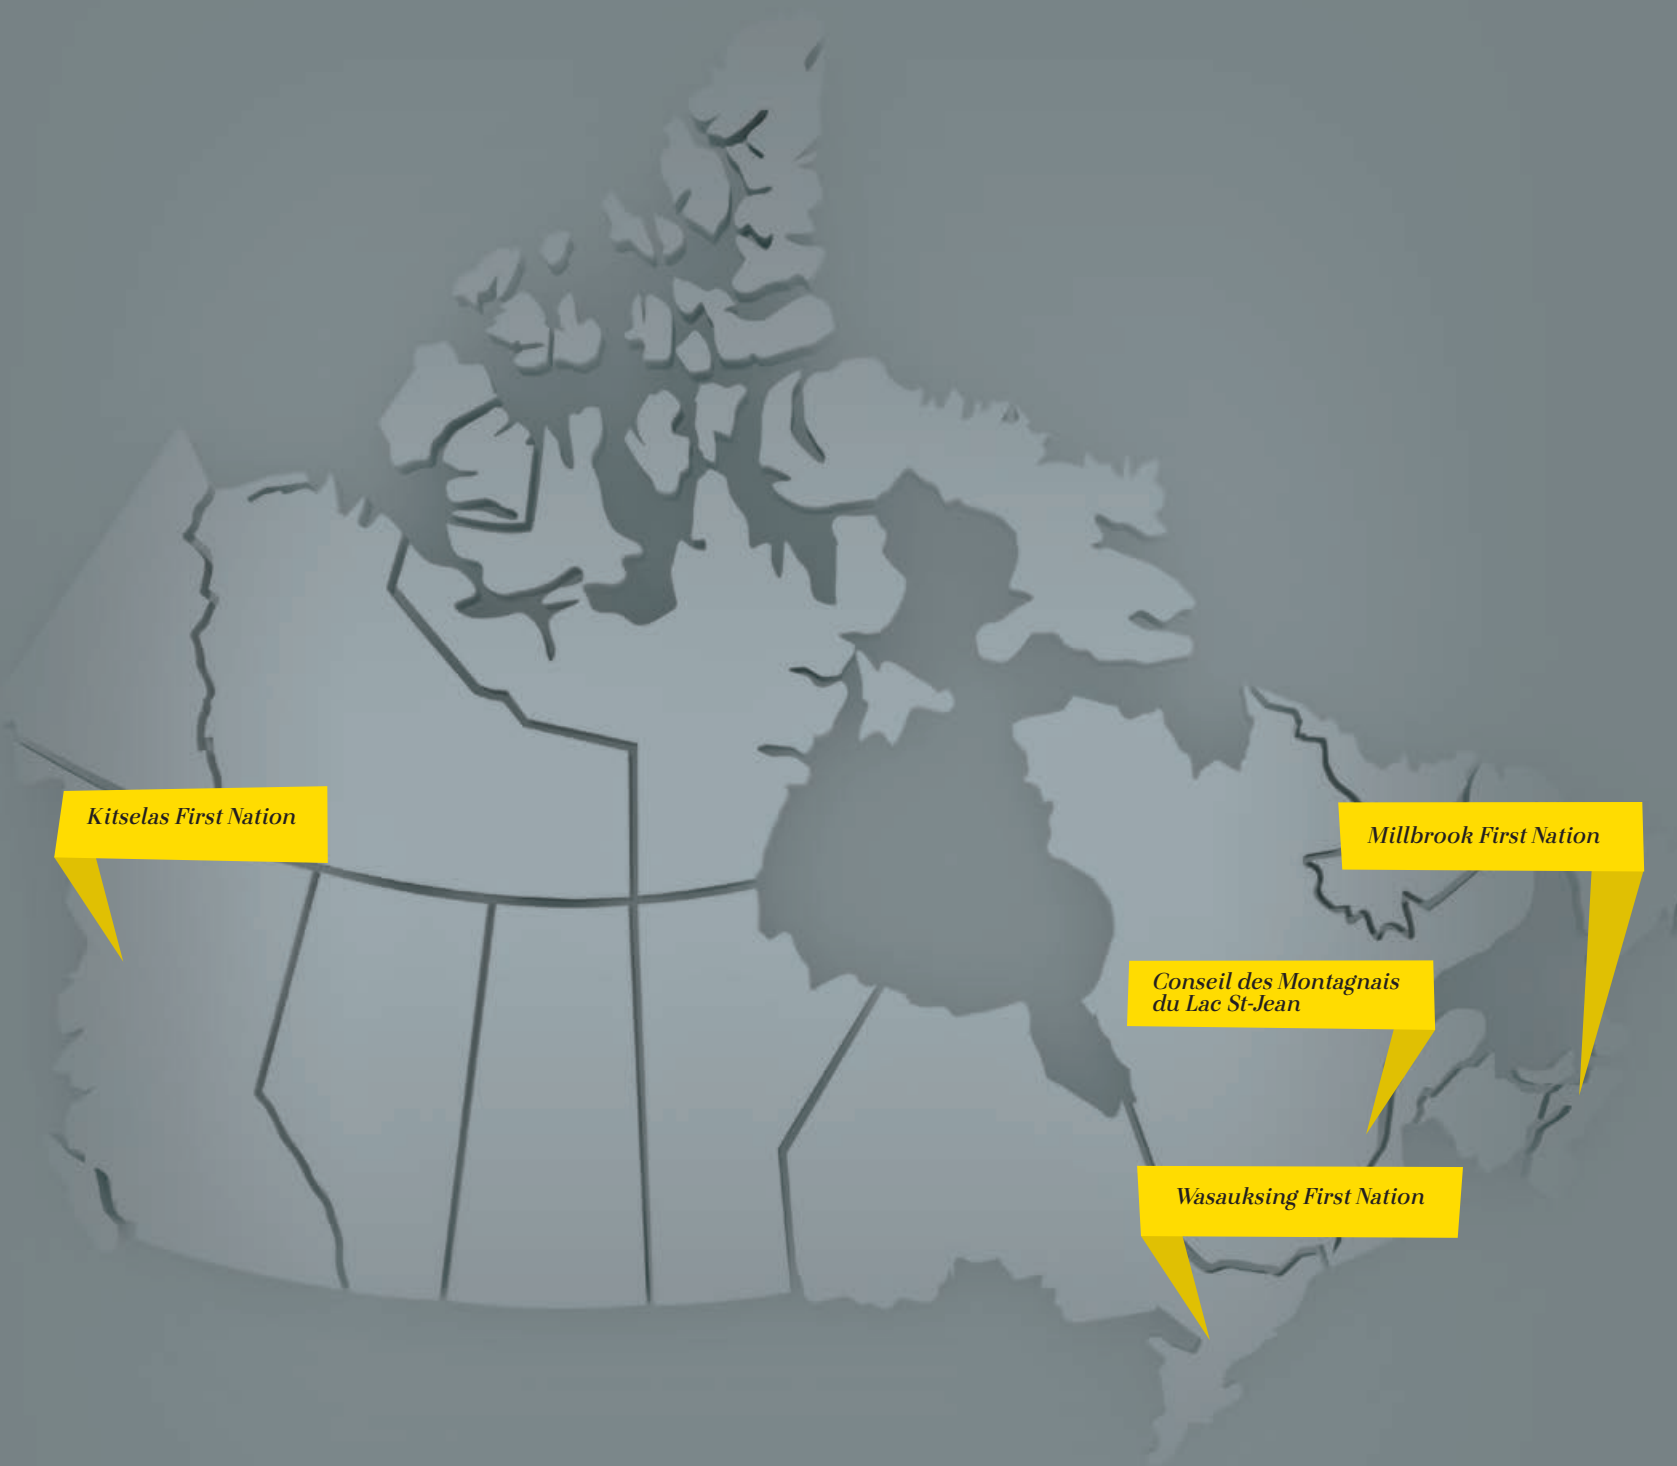 Kitselas First Nation
Millbrook First Nation
Conseil des Montagnais
du Lac St-Jean
Wasauksing First Nation